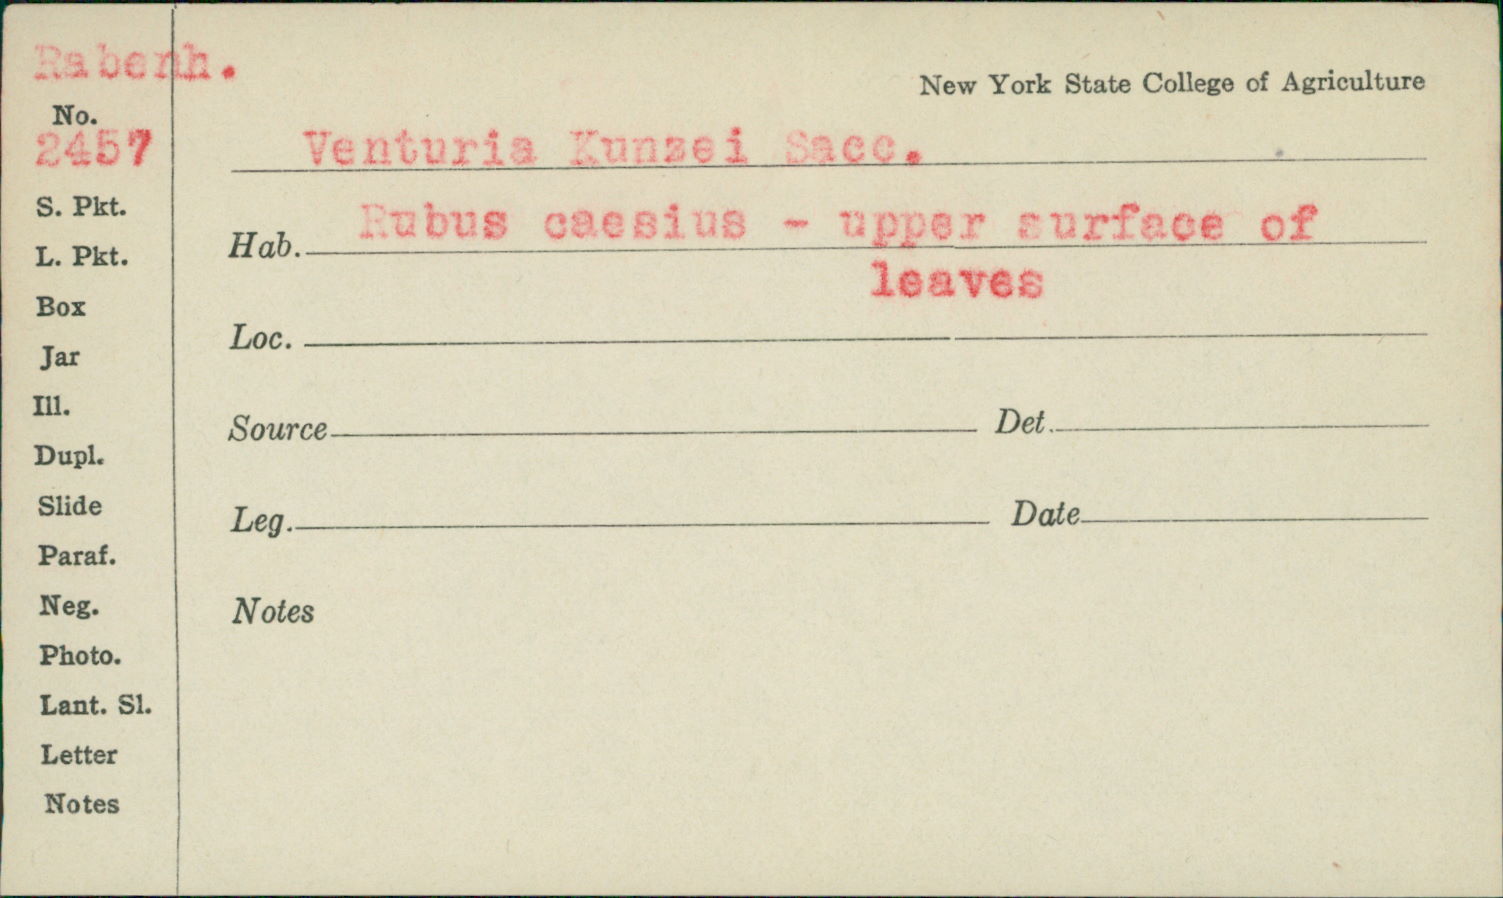 Rabenh.
New York State College of Agriculture
No.
2457
Venturia Kunzei Sacc.
S. Pkt.
Hab. Rubus caesius - upper surface of
leaves
L. Pkt.
Box
Loc.
Jar
Ill.
Source Det.
Dupl.
Slide
Leg. Date
Paraf.
Neg.
Notes
Photo.
Lant. Sl.
Letter
Notes